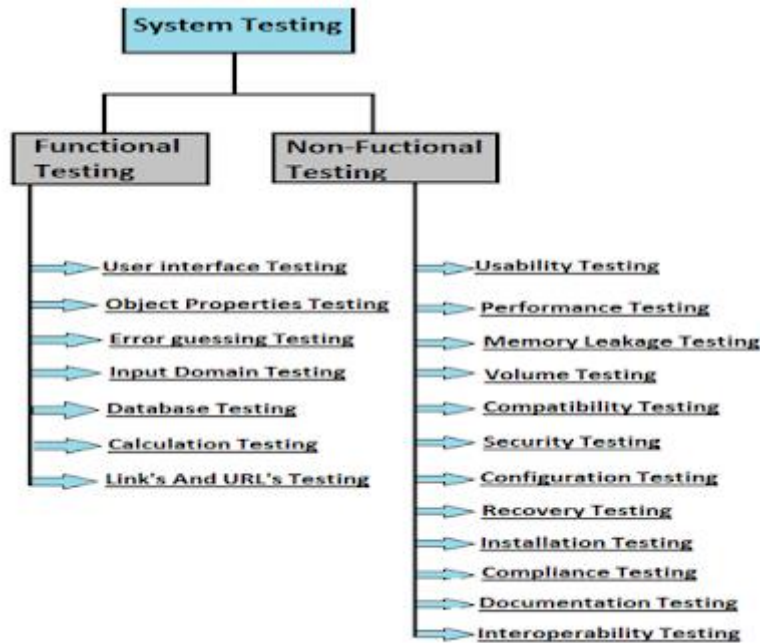 System Testing
Functional
Testing
Non-Fuctional
Testing
User interface Testing
Object Properties Testing
Error guessing Testing
Input Domain Testing
Database Testing
Calculation Testing
Link's And URL's Testing
Usability Testing
Performance Testing
Memory Leakage Testing
Volume Testing
Compatibility Testing
Security Testing
Configuration Testing
Recovery Testing
Installation Testing
Compliance Testing
Documentation Testing
Interoperability Testing